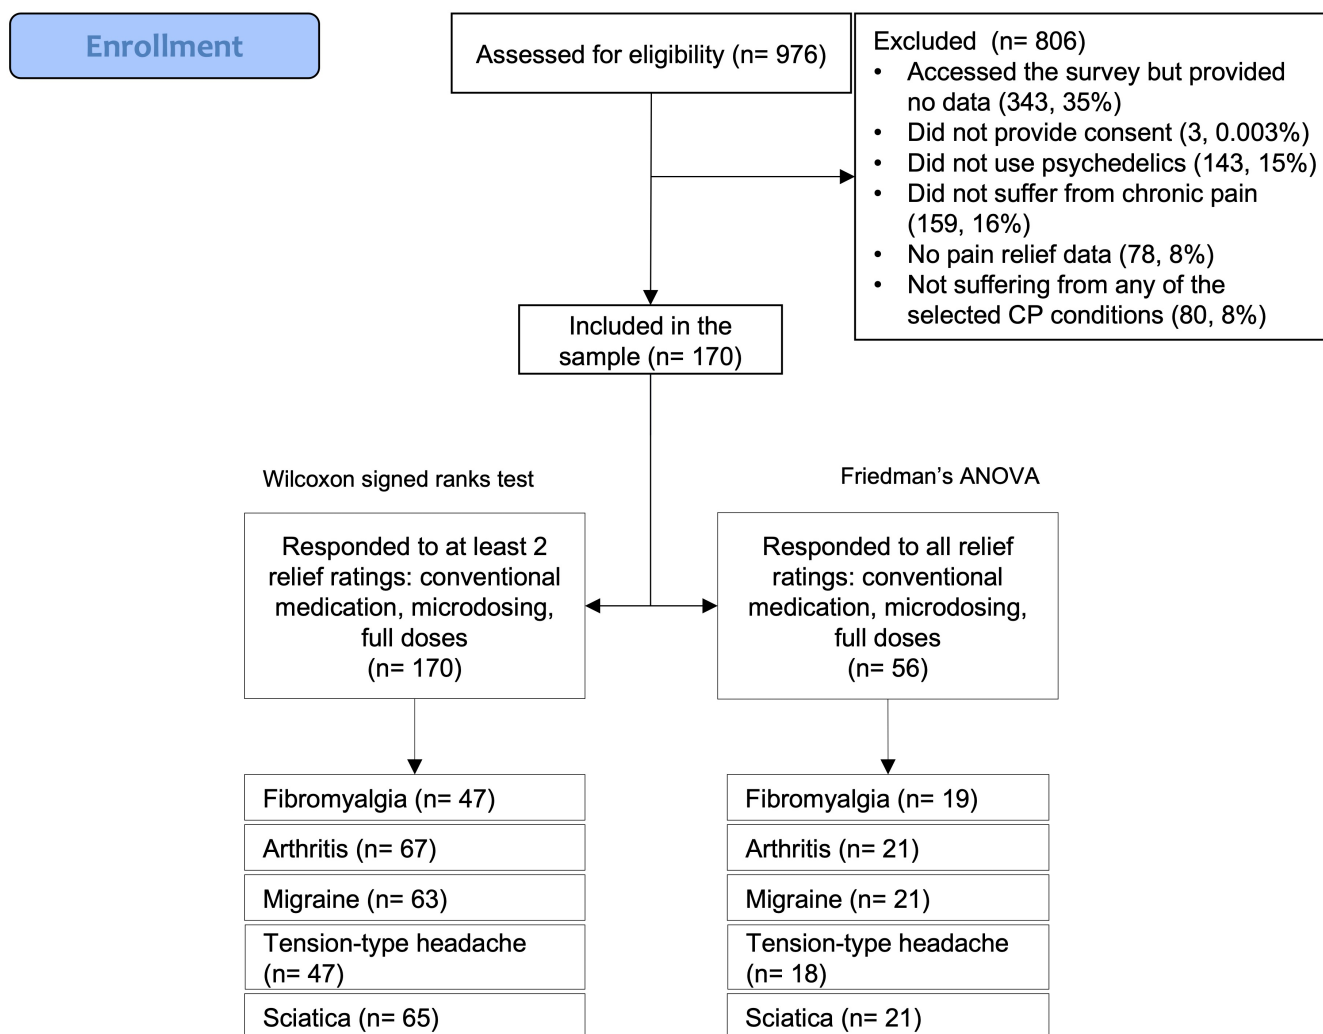 Enrollment
Assessed for eligibility (n= 976)
Excluded  (n= 806)
• Accessed the survey but provided
no data (343, 35%)
• Did not provide consent (3, 0.003%)
• Did not use psychedelics (143, 15%)
• Did not suffer from chronic pain
(159, 16%)
• No pain relief data (78, 8%)
• Not suffering from any of the
selected CP conditions (80, 8%)
Included in the
sample (n= 170)
Wilcoxon signed ranks test
Responded to at least 2
relief ratings: conventional
medication, microdosing,
full doses
(n= 170)
Fibromyalgia (n= 47)
Arthritis (n= 67)
Migraine (n= 63)
Tension-type headache
(n= 47)
Sciatica (n= 65)
Friedman’s ANOVA
Responded to all relief
ratings: conventional
medication, microdosing,
full doses
(n= 56)
Fibromyalgia (n= 19)
Arthritis (n= 21)
Migraine (n= 21)
Tension-type headache
(n= 18)
Sciatica (n= 21)